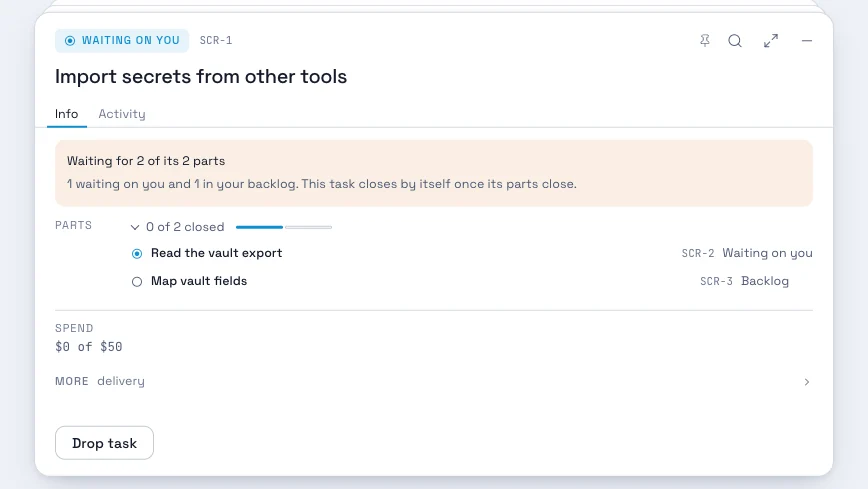 WAITING ON YOU SCR-1
Import secrets from other tools
Info Activity
Waiting for 2 of its 2 parts
1 waiting on you and 1 in your backlog. This task closes by itself once its parts close.
PARTS 0 of 2 closed
Read the vault export SCR-2 Waiting on you
Map vault fields SCR-3 Backlog
SPEND
$0 of $50
MORE delivery
Drop task